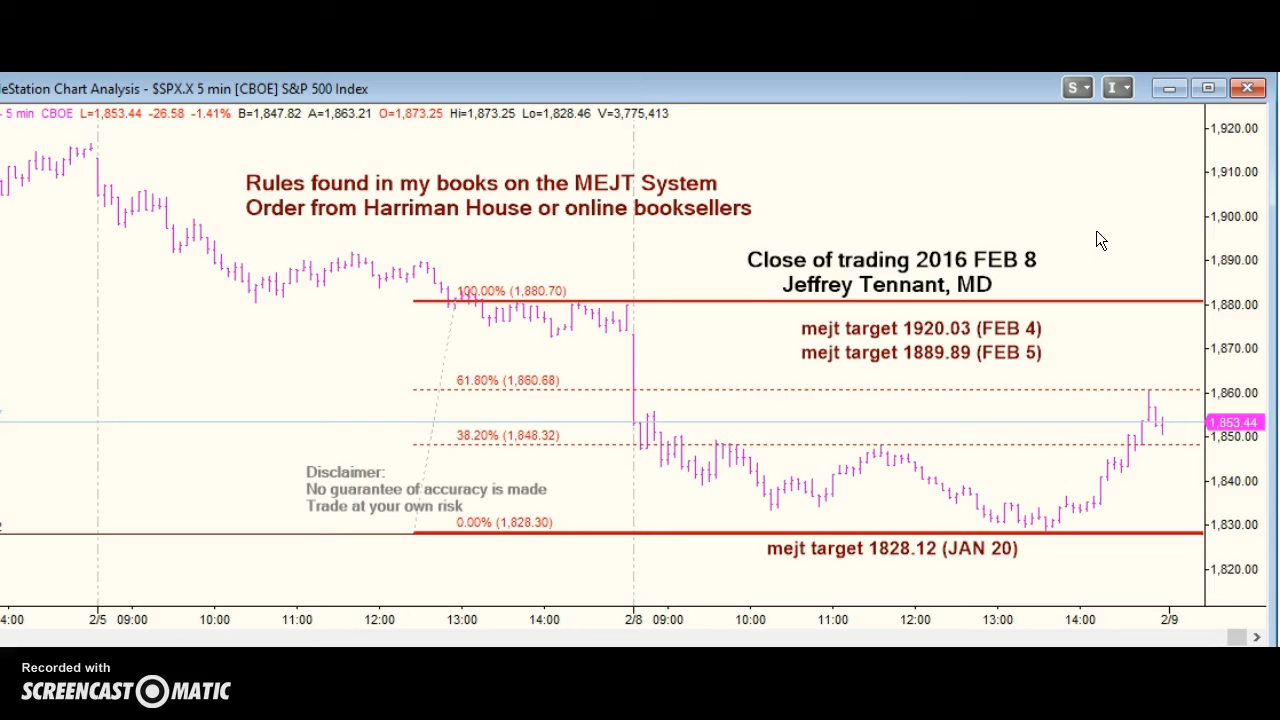 eStation Chart Analysis - $SPX.X 5 min [CBOE] S&P 500 Index
S
I
- 5 min CBOE L=1,853.44 -26.58 -1.41% B=1,847.82 A=1,863.21 O=1,873.25 Hi=1,873.25 Lo=1,828.46 V=3,775,413
1,920.00
1,910.00
Rules found in my books on the MEJT System
Order from Harriman House or online booksellers
1,900.00
Close of trading 2016 FEB 8
1,890.00
Jeffrey Tennant, MD
100.00% (1,880.70)
1,880.00
mejt target 1920.03 (FEB 4)
mejt target 1889.89 (FEB 5)
1,870.00
61.80% (1,860.68)
1,860.00
1,853.44
38.20% (1,848.32)
1,850.00
Disclaimer:
No guarantee of accuracy is made
Trade at your own risk
1,840.00
0.00% (1,828.30)
1,830.00
2
mejt target 1828.12 (JAN 20)
1,820.00
4:00 2/5 09:00 10:00 11:00 12:00 13:00 14:00 2/8 09:00 10:00 11:00 12:00 13:00 14:00 2/9
Recorded with
SCREENCAST MATIC